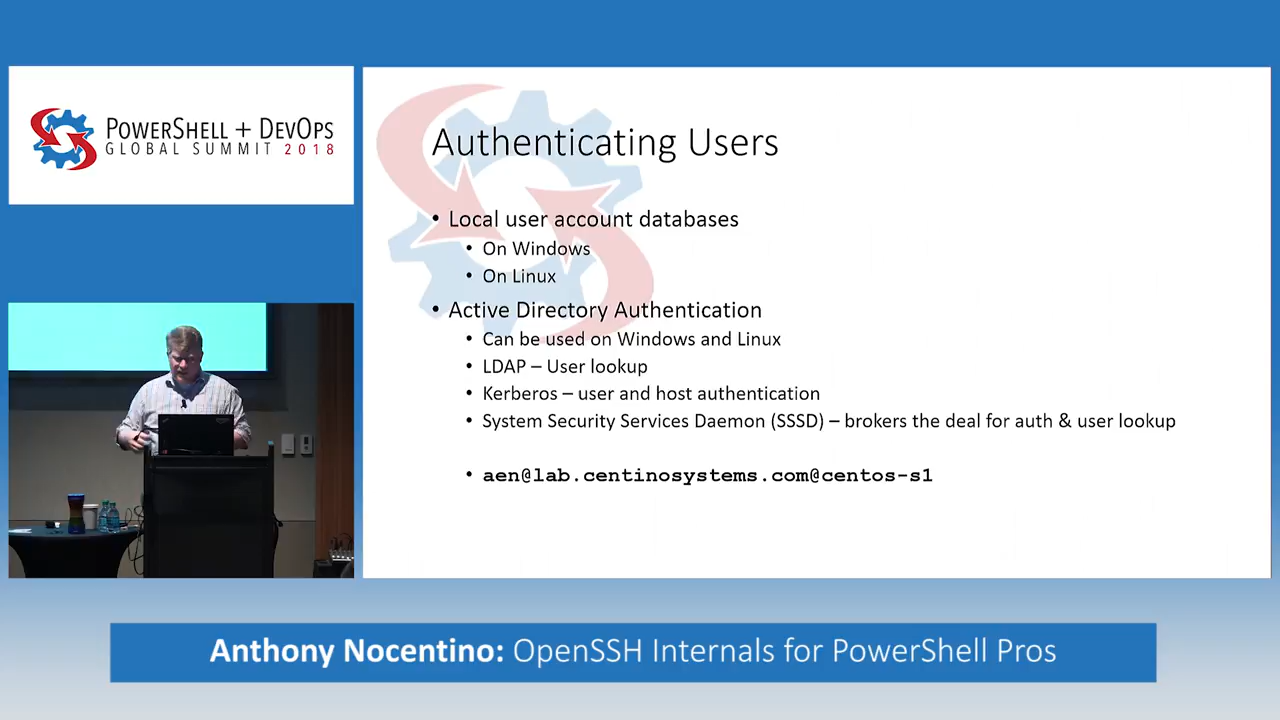 POWERSHELL + DEVOPS
GLOBAL SUMMIT 2018
Authenticating Users
• Local user account databases
• On Windows
• On Linux
• Active Directory Authentication
• Can be used on Windows and Linux
• LDAP – User lookup
• Kerberos – user and host authentication
• System Security Services Daemon (SSSD) – brokers the deal for auth & user lookup
• aen@lab.centinosystems.com@centos-s1
Anthony Nocentino: OpenSSH Internals for PowerShell Pros